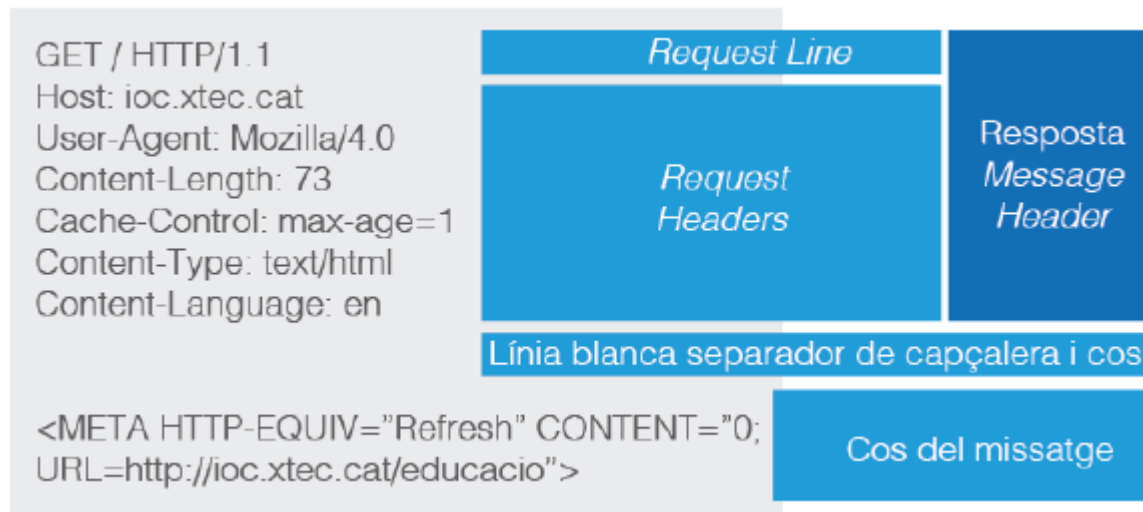 GET / HTTP/1.1
Host: ioc.xtec.cat
User-Agent: Mozilla/4.0
Content-Length: 73
Cache-Control: max-age=1
Content-Type: text/html
Content-Language: en
Request Line
Request
Headers
Resposta
Message
Header
Línia blanca separador de capçalera i cos
<META HTTP-EQUIV=”Refresh” CONTENT=”0;
URL=http://ioc.xtec.cat/educacio”>
Cos del missatge